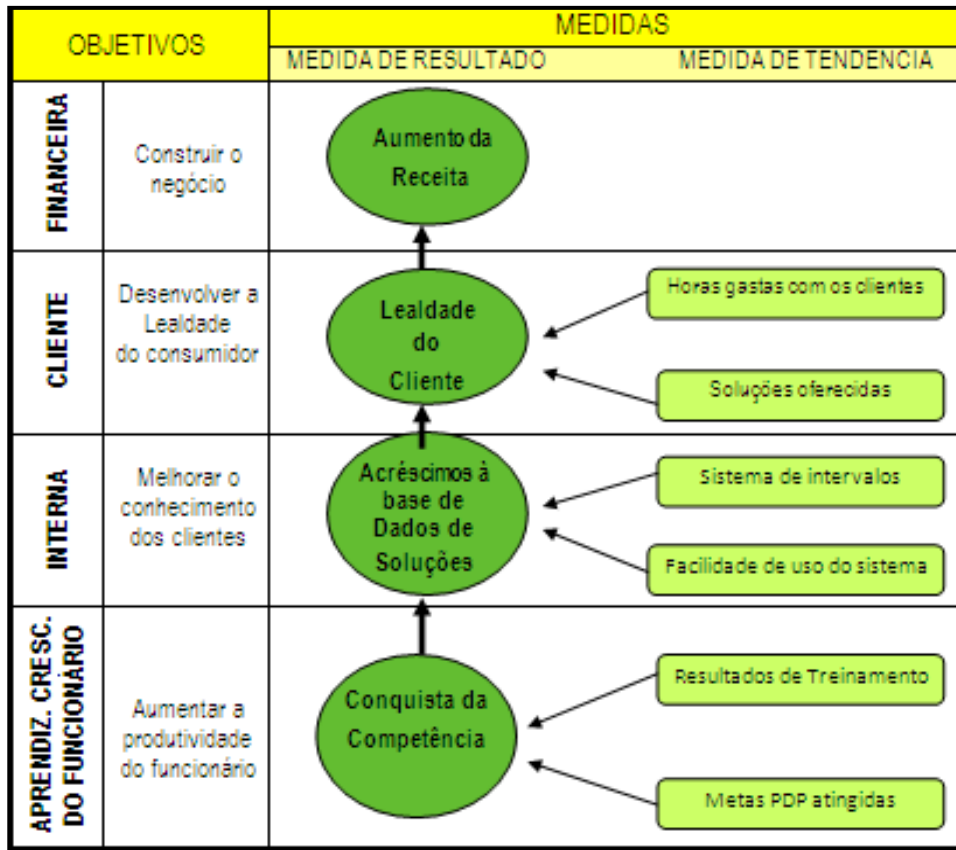 OBJETIVOS
MEDIDAS
MEDIDA DE RESULTADO
MEDIDA DE TENDENCIA
FINANCEIRA
Construir o
negócio
Aumento da
Receita
CLIENTE
Desenvolver a
Lealdade
do consumidor
Lealdade
do
Cliente
Horas gastas com os clientes
Soluções oferecidas
INTERNA
Melhorar o
conhecimento
dos clientes
Acréscimos à
base de
Dados de
Soluções
Sistema de intervalos
Facilidade de uso do sistema
APRENDIZ. CRESC.
DO FUNCIONÁRIO
Aumentar a
produtividade
do funcionário
Conquista da
Competência
Resultados de Treinamento
Metas PDP atingidas